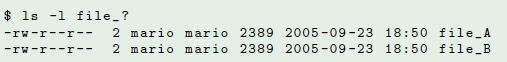 $ ls -l file_?
-rw-r--r--  2 mario mario 2389 2005-09-23 18:50 file_A
-rw-r--r--  2 mario mario 2389 2005-09-23 18:50 file_B